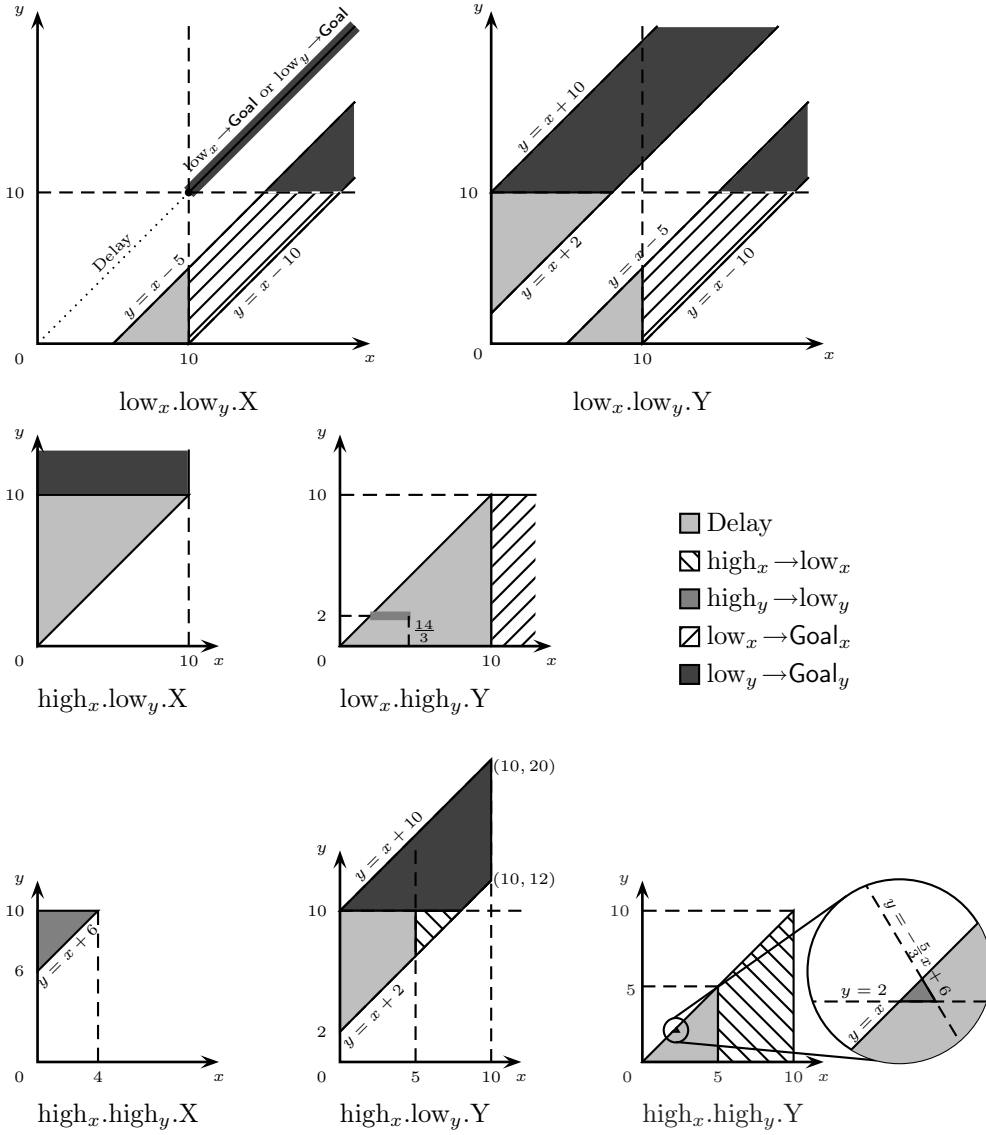 y
low_x→Goal or low_y→Goal
10
Delay
y = x − 5
y = x − 10
0
10
x
low_x.low_y.X
y
y = x + 10
10
y = x + 2
y = x − 5
y = x − 10
0
10
x
low_x.low_y.Y
y
10
0
10
x
high_x.low_y.X
y
10
2
14/3
0
10
x
low_x.high_y.Y
Delay
high_x→low_x
high_y→low_y
low_x→Goal_x
low_y→Goal_y
y
10
6
y = x + 6
0
4
x
high_x.high_y.X
y
(10, 20)
y = x + 10
(10, 12)
10
y = x + 2
2
0
5
10
x
high_x.low_y.Y
y
10
5
0
5
10
x
y = −5/3x + 6
y = 2
y = x
high_x.high_y.Y